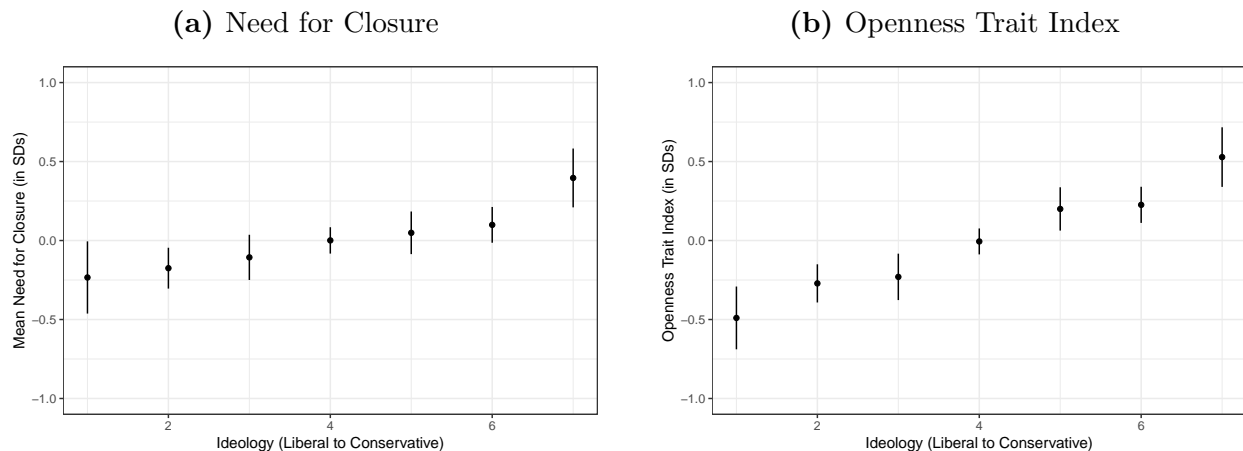 (a) Need for Closure
Mean Need for Closure (in SDs)
1.0
0.5
0.0
−0.5
−1.0
2
4
6
Ideology (Liberal to Conservative)
(b) Openness Trait Index
Openness Trait Index (in SDs)
1.0
0.5
0.0
−0.5
−1.0
2
4
6
Ideology (Liberal to Conservative)